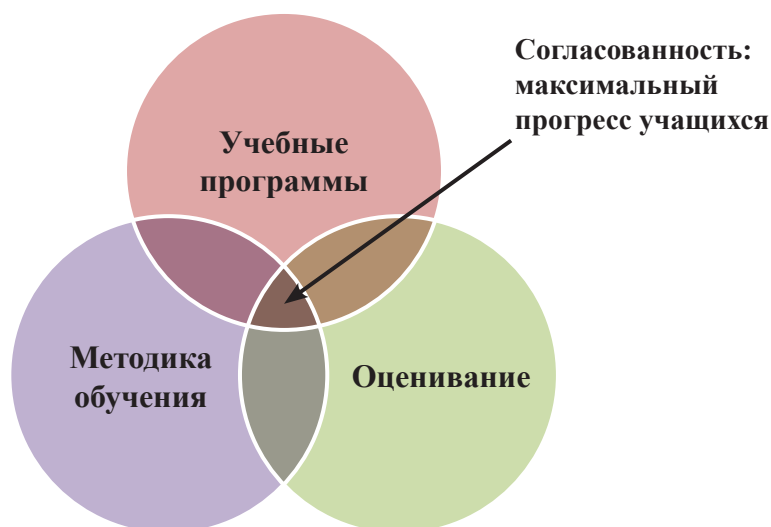 Согласованность:
максимальный
прогресс учащихся
Учебные
программы
Методика
обучения
Оценивание